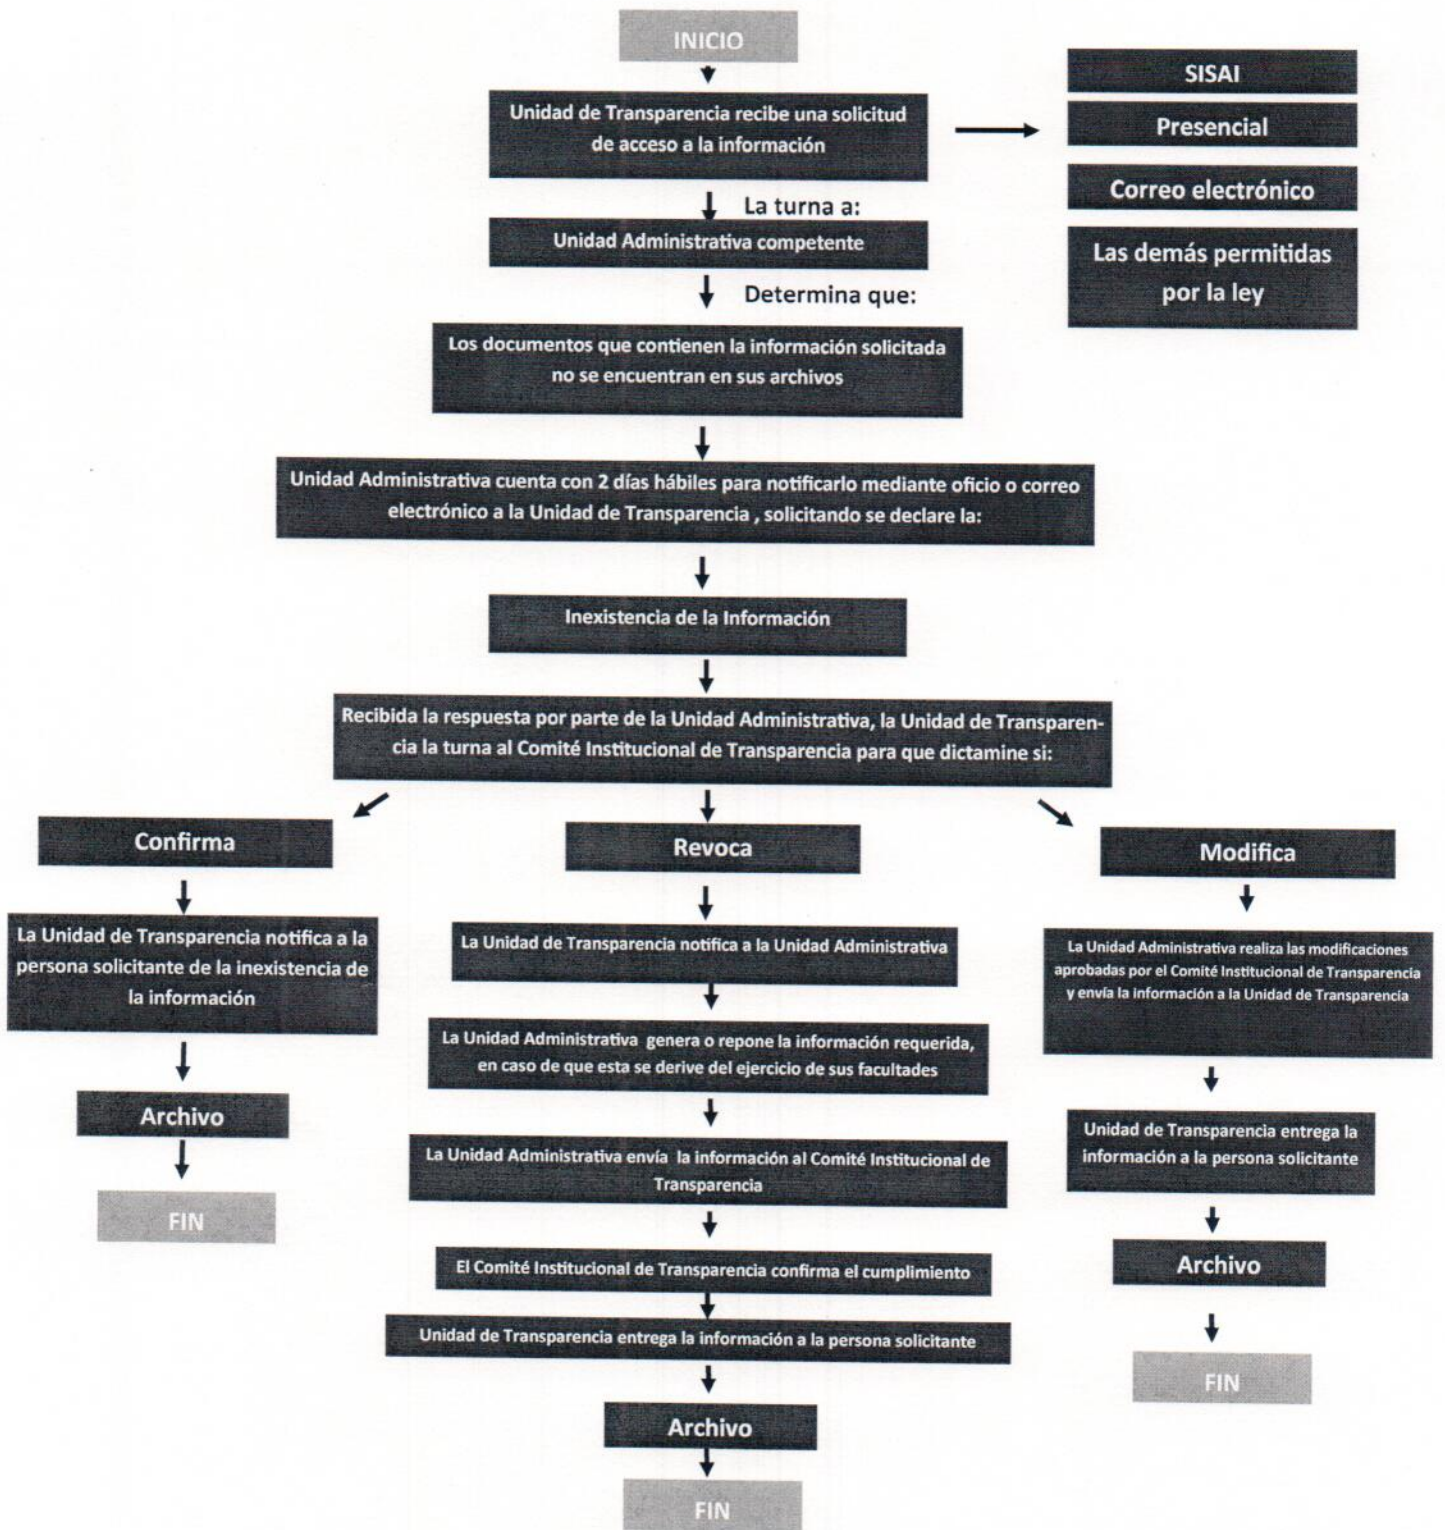 INICIO
Unidad de Transparencia recibe una solicitud
de acceso a la información
SISAI
Presencial
Correo electrónico
Las demás permitidas
por la ley
La turna a:
Unidad Administrativa competente
Determina que:
Los documentos que contienen la información solicitada
no se encuentran en sus archivos
Unidad Administrativa cuenta con 2 días hábiles para notificarlo mediante oficio o correo
electrónico a la Unidad de Transparencia , solicitando se declare la:
Inexistencia de la Información
Recibida la respuesta por parte de la Unidad Administrativa, la Unidad de Transparen-
cia la turna al Comité Institucional de Transparencia para que dictamine si:
Confirma
La Unidad de Transparencia notifica a la
persona solicitante de la inexistencia de
la información
Archivo
FIN
Revoca
La Unidad de Transparencia notifica a la Unidad Administrativa
La Unidad Administrativa genera o repone la información requerida,
en caso de que esta se derive del ejercicio de sus facultades
La Unidad Administrativa envía la información al Comité Institucional de
Transparencia
El Comité Institucional de Transparencia confirma el cumplimiento
Unidad de Transparencia entrega la información a la persona solicitante
Archivo
FIN
Modifica
La Unidad Administrativa realiza las modificaciones
aprobadas por el Comité Institucional de Transparencia
y envía la información a la Unidad de Transparencia
Unidad de Transparencia entrega la
información a la persona solicitante
Archivo
FIN